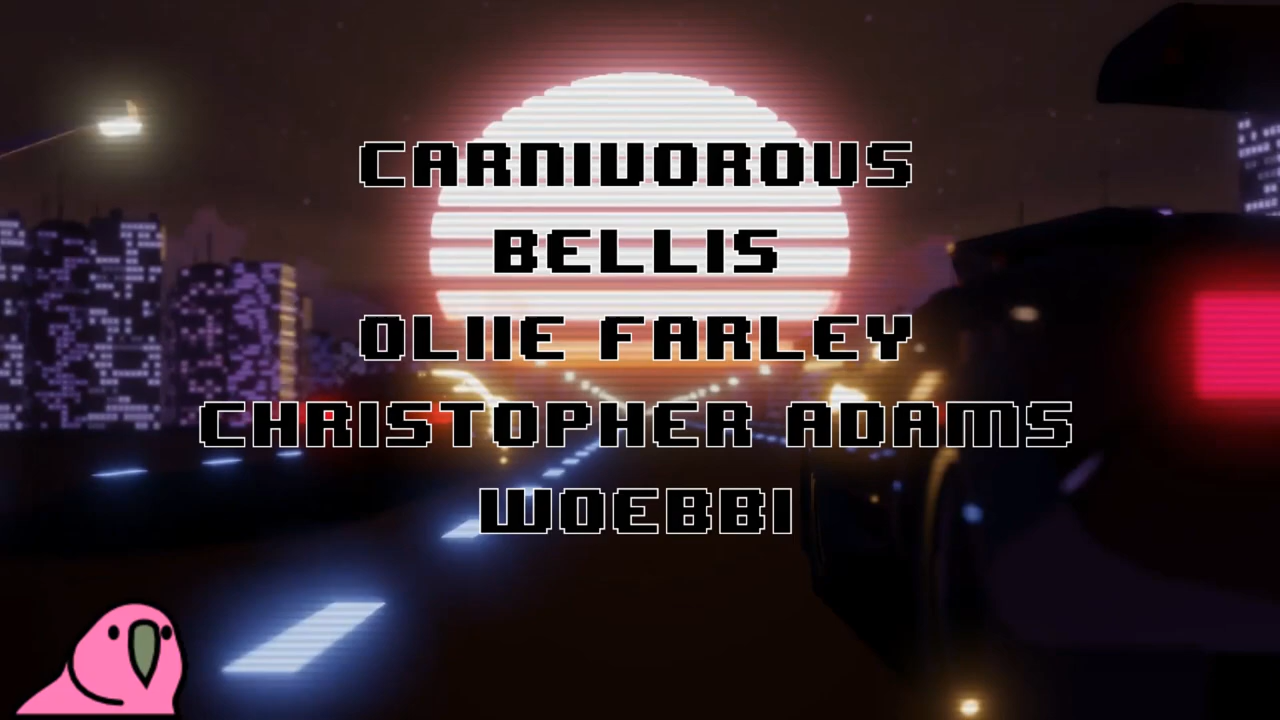 CARNIVOROUS
BELLIS
OLIIE FARLEY
CHRISTOPHER ADAMS
WOEBBI